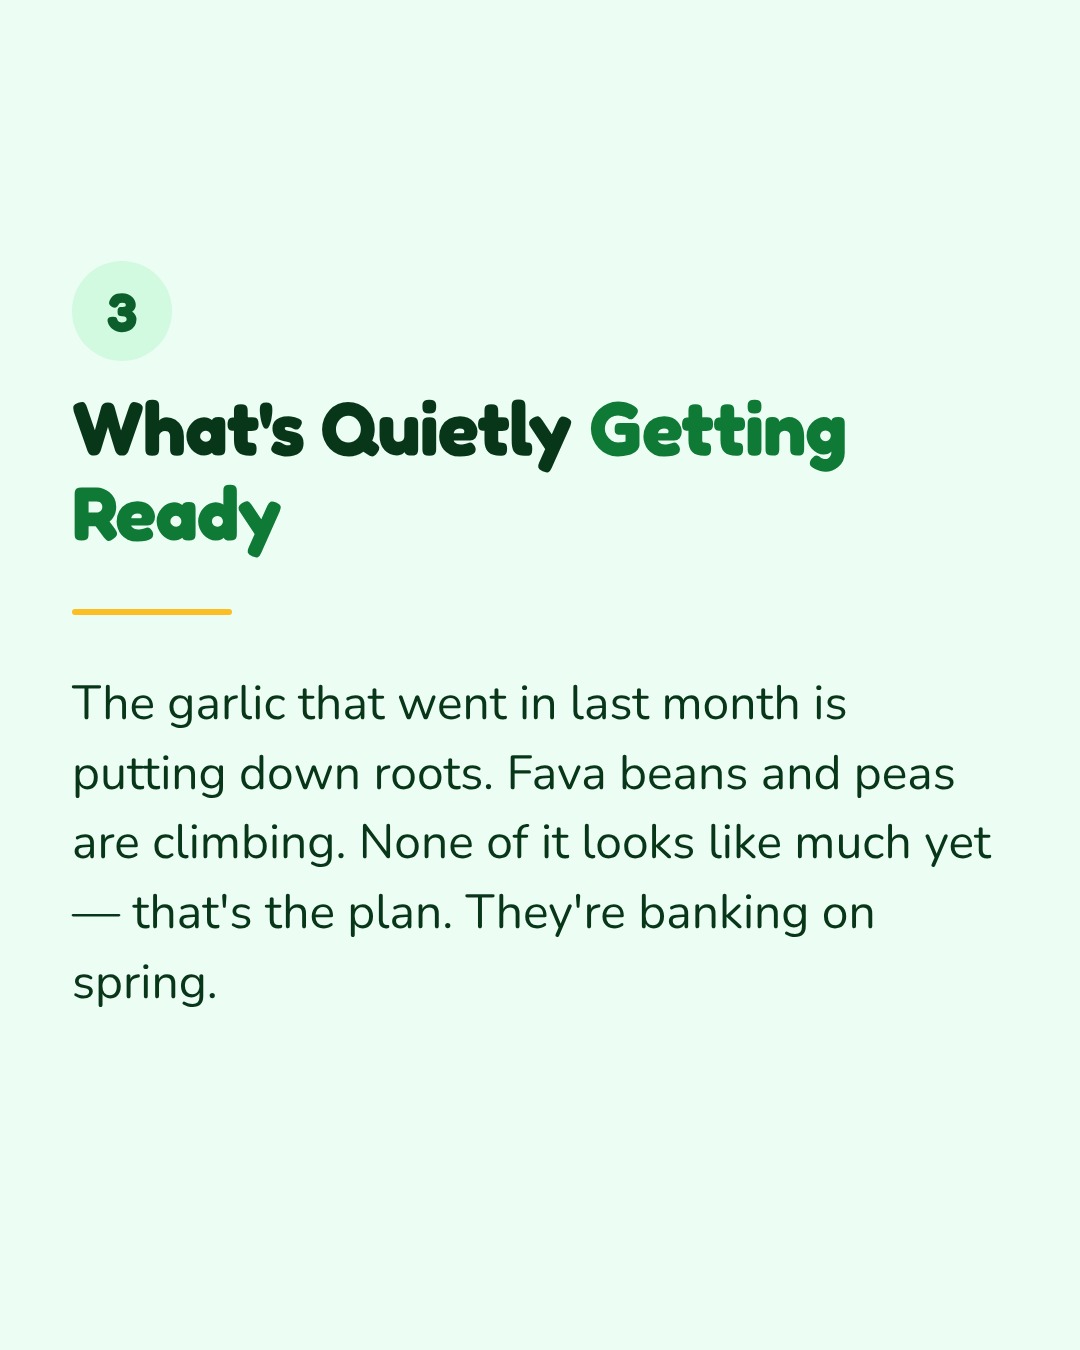 3
What's Quietly Getting
Ready
The garlic that went in last month is
putting down roots. Fava beans and peas
are climbing. None of it looks like much yet
— that's the plan. They're banking on
spring.